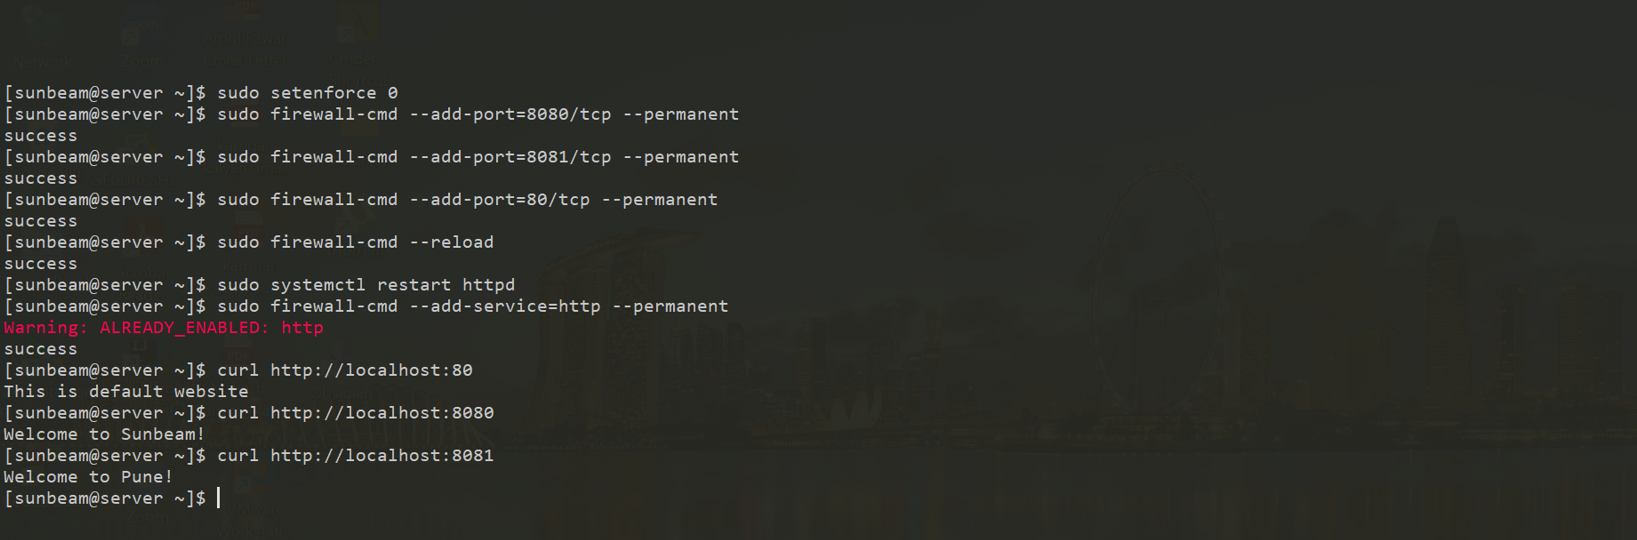 [sunbeam@server ~]$ sudo setenforce 0
[sunbeam@server ~]$ sudo firewall-cmd --add-port=8080/tcp --permanent
success
[sunbeam@server ~]$ sudo firewall-cmd --add-port=8081/tcp --permanent
success
[sunbeam@server ~]$ sudo firewall-cmd --add-port=80/tcp --permanent
success
[sunbeam@server ~]$ sudo firewall-cmd --reload
success
[sunbeam@server ~]$ sudo systemctl restart httpd
[sunbeam@server ~]$ sudo firewall-cmd --add-service=http --permanent
Warning: ALREADY_ENABLED: http
success
[sunbeam@server ~]$ curl http://localhost:80
This is default website
[sunbeam@server ~]$ curl http://localhost:8080
Welcome to Sunbeam!
[sunbeam@server ~]$ curl http://localhost:8081
Welcome to Pune!
[sunbeam@server ~]$